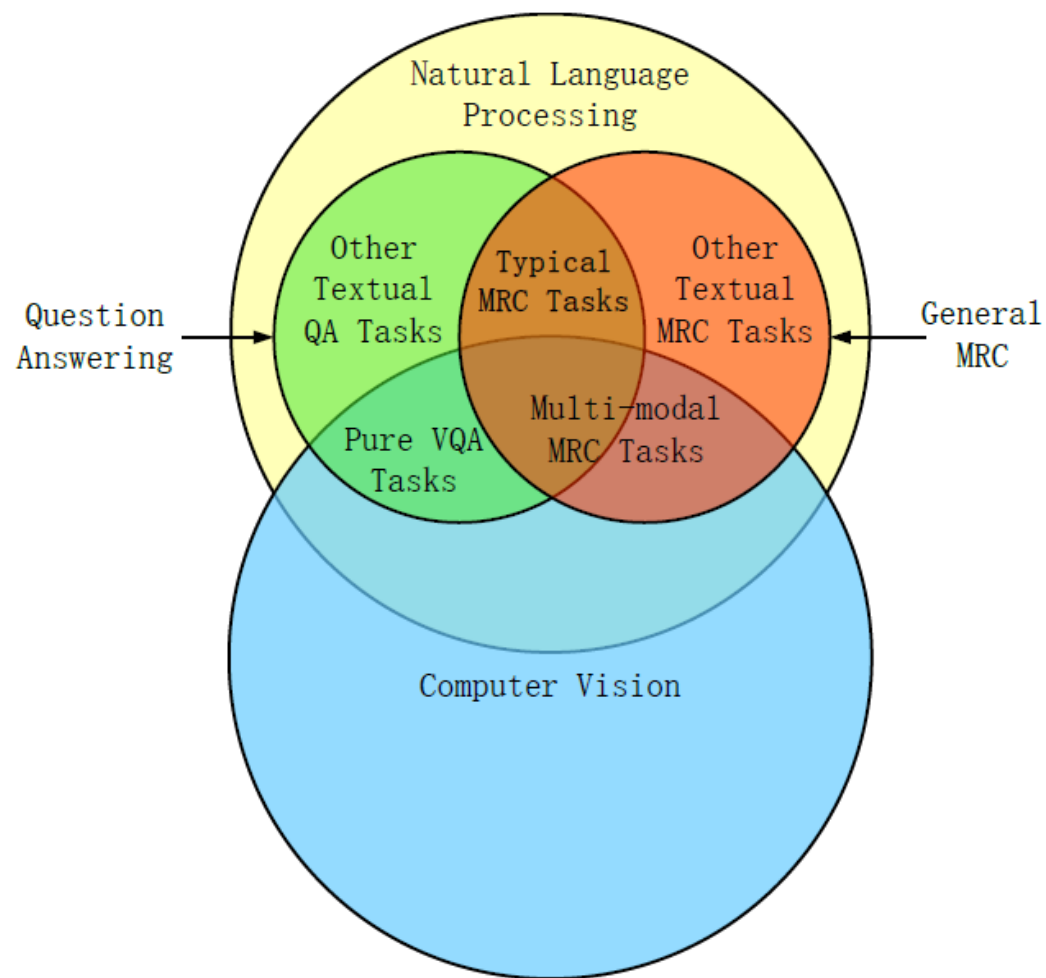 Natural Language
Processing
Other
Textual
QA Tasks
Typical
MRC Tasks
Other
Textual
MRC Tasks
Question
Answering
General
MRC
Pure VQA
Tasks
Multi-modal
MRC Tasks
Computer Vision